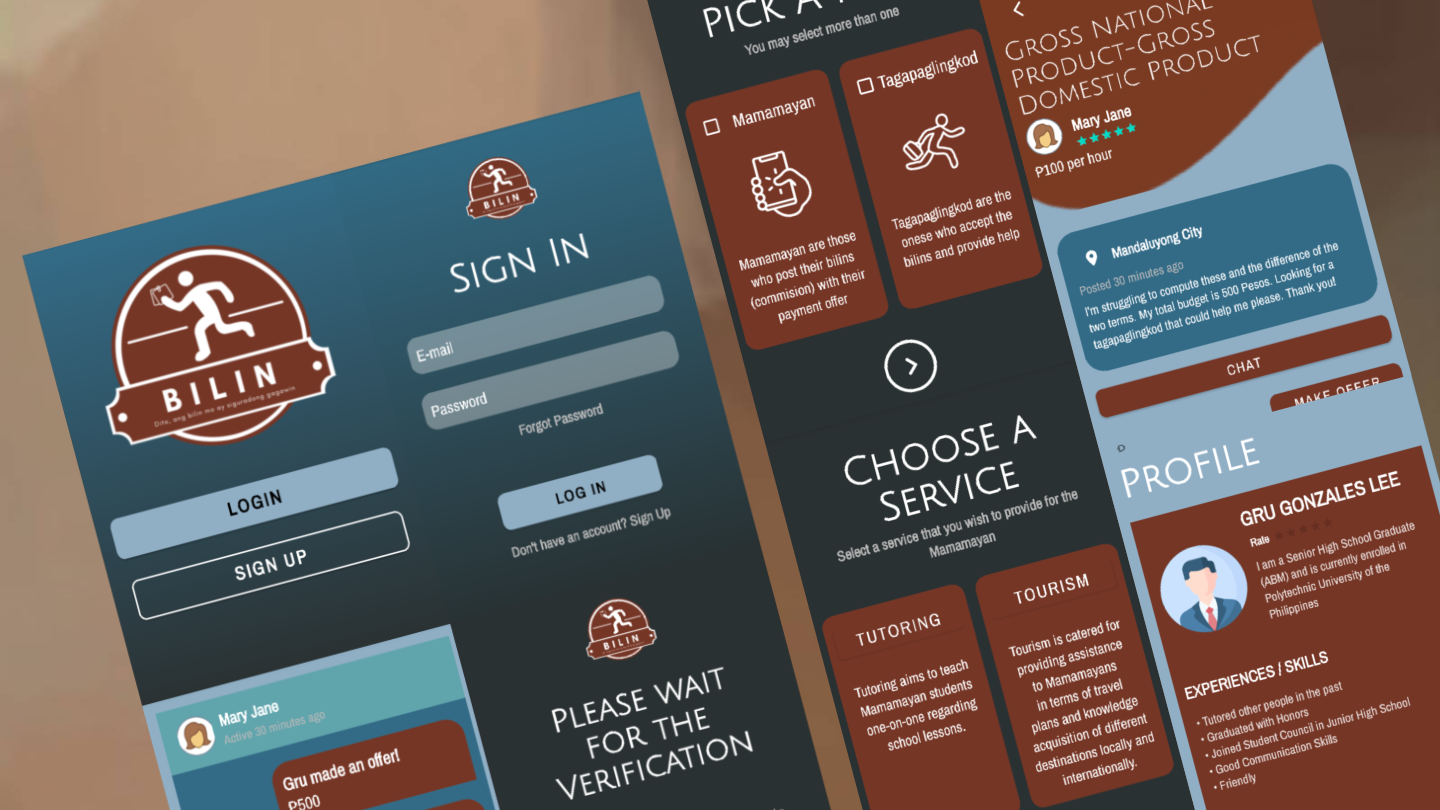 BILIN
Dito, ang bilin mo ay siguradong gagawin
LOGIN
SIGN UP
BILIN
SIGN IN
E-mail
Password
Forgot Password
LOG IN
Don't have an account? Sign Up
Mary Jane
Active 30 minutes ago
Gru made an offer!
P500
BILIN
PLEASE WAIT
FOR THE
VERIFICATION
PICK A
You may select more than one
Mamamayan
Mamamayan are those
who post their bilins
(commision) with their
payment offer
Tagapaglingkod
Tagapaglingkod are the
onese who accept the
bilins and provide help
CHOOSE A
SERVICE
Select a service that you wish to provide for the
Mamamayan
TUTORING
Tutoring aims to teach
Mamamayan students
one-on-one regarding
school lessons.
TOURISM
Tourism is catered for
providing assistance
to Mamamayans
in terms of travel
plans and knowledge
acquisition of different
destinations locally and
internationally.
GROSS NATIONAL
PRODUCT-GROSS
DOMESTIC PRODUCT
Mary Jane
P100 per hour
Mandaluyong City
Posted 30 minutes ago
I'm struggling to compute these and the difference of the
two terms. My total budget is 500 Pesos. Looking for a
tagapaglingkod that could help me please. Thank you!
CHAT
MAKE OFFER
PROFILE
GRU GONZALES LEE
Rate
I am a Senior High School Graduate
(ABM) and is currently enrolled in
Polytechnic University of the
Philippines
EXPERIENCES / SKILLS
• Tutored other people in the past
• Graduated with Honors
• Joined Student Council in Junior High School
• Good Communication Skills
• Friendly